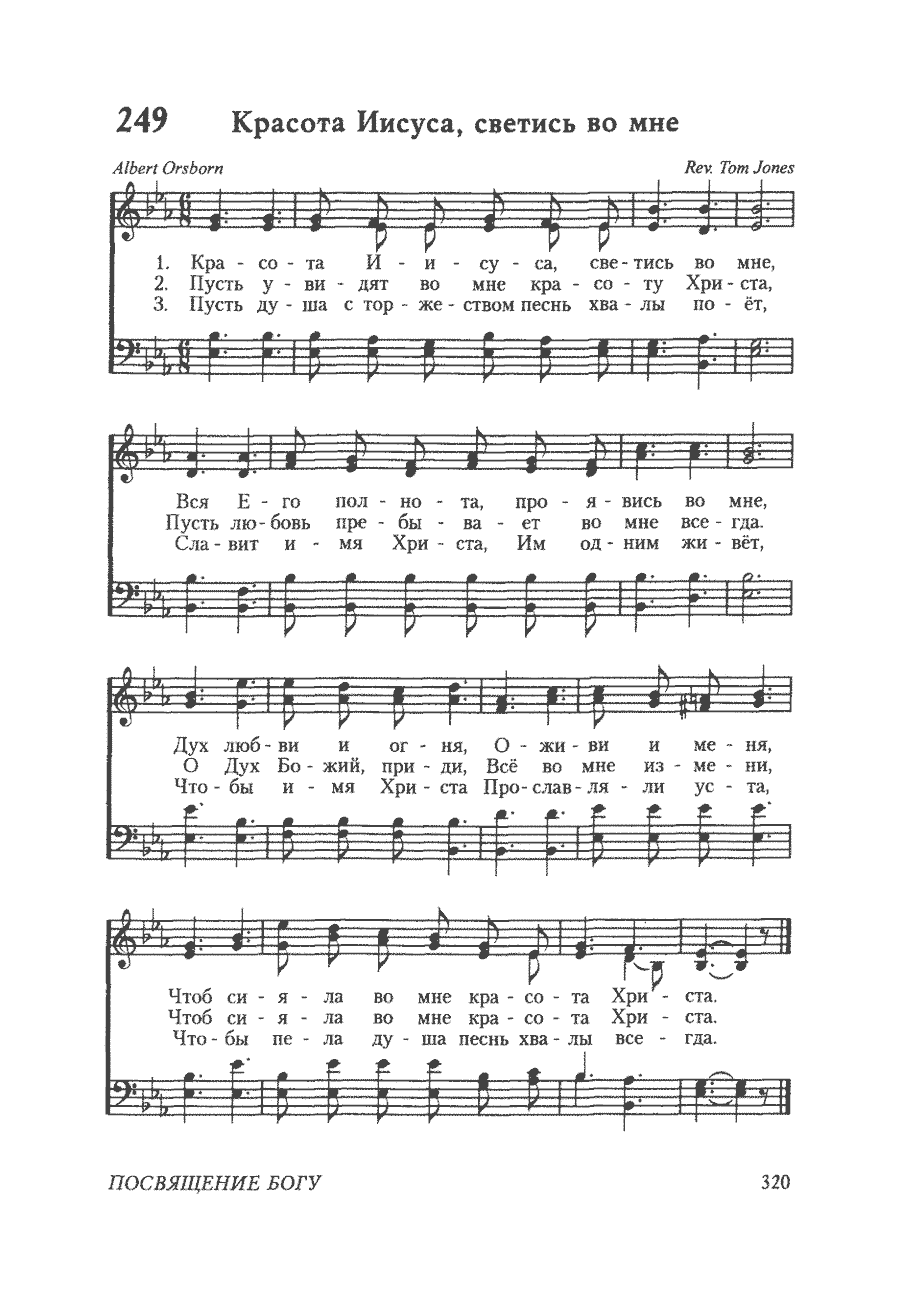 249 Красота Иисуса, светись во мне
Albert Orsborn Rev. Tom Jones
1. Кра - со - та И - и - су - са, све - тись во мне,
2. Пусть у - ви - дят во мне кра - со - ту Хри - ста,
3. Пусть ду - ша с тор - же - ством песнь хва - лы по - ёт,
Вся Е - го пол - но - та, про - я - вись во мне,
Пусть лю - бовь пре - бы - ва - ет во мне все - гда.
Сла - вит и - мя Хри - ста, Им од - ним жи - вёт,
Дух люб - ви и ог - ня, О - жи - ви и ме - ня,
О Дух Бо - жий, при - ди, Всё во мне из - ме - ни,
Что - бы и - мя Хри - ста Про - слав - ля - ли ус - та,
Чтоб си - я - ла во мне кра - со - та Хри - ста.
Чтоб си - я - ла во мне кра - со - та Хри - ста.
Что - бы пе - ла ду - ша песнь хва - лы все - гда.
ПОСВЯЩЕНИЕ БОГУ 320